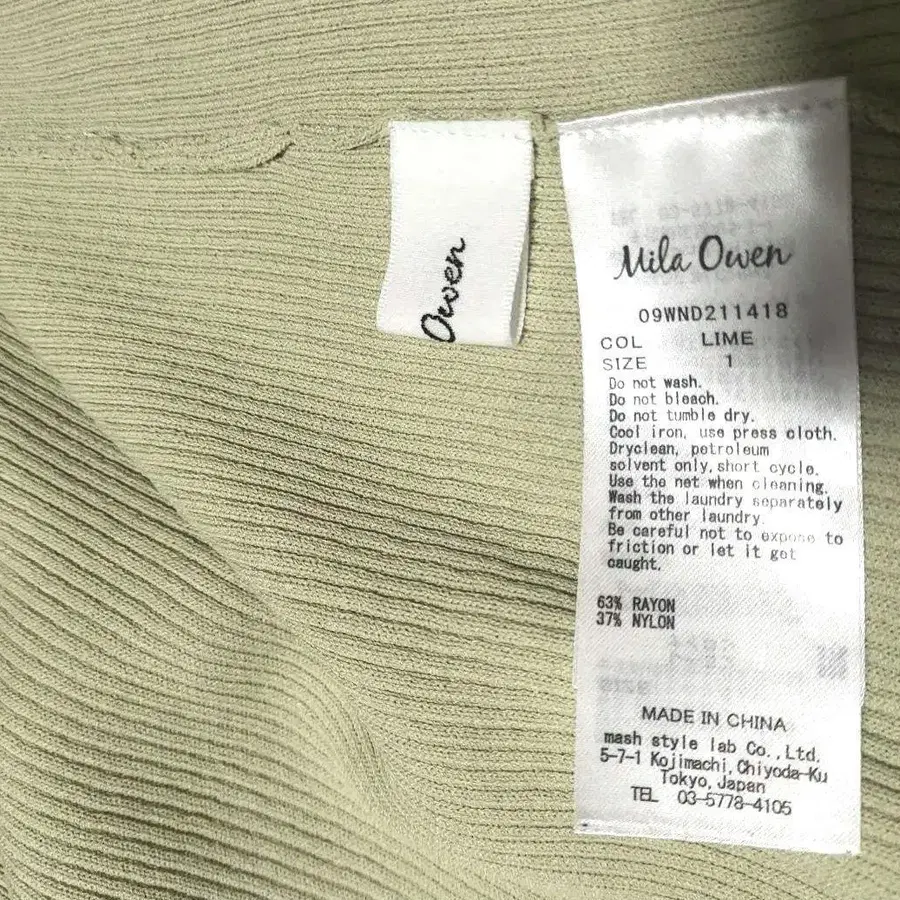 Owen
Mila Owen
09WND211418
COL LIME
SIZE 1
Do not wash.
Do not bleach.
Do not tumble dry.
Cool iron, use press cloth.
Dryclean, petroleum
solvent only, short cycle.
Use the net when cleaning.
Wash the laundry separately
from other laundry.
Be careful not to expose to
friction or let it get
caught.
63% RAYON
37% NYLON
MADE IN CHINA
mash style lab Co.,Ltd.
5-7-1 Kojimachi,Chiyoda-Ku
Tokyo,Japan
TEL 03-5778-4105